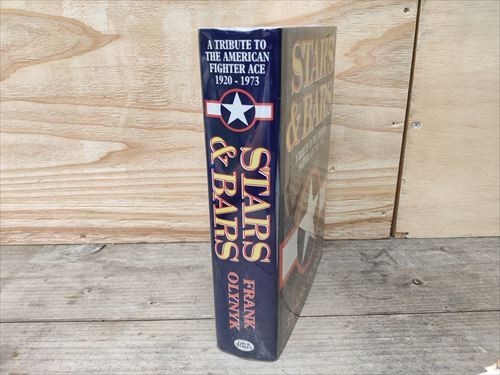 A TRIBUTE TO
THE AMERICAN
FIGHTER ACE
1920 - 1973
STARS
& BARS
FRANK
OLYNYK
STARS
& BARS